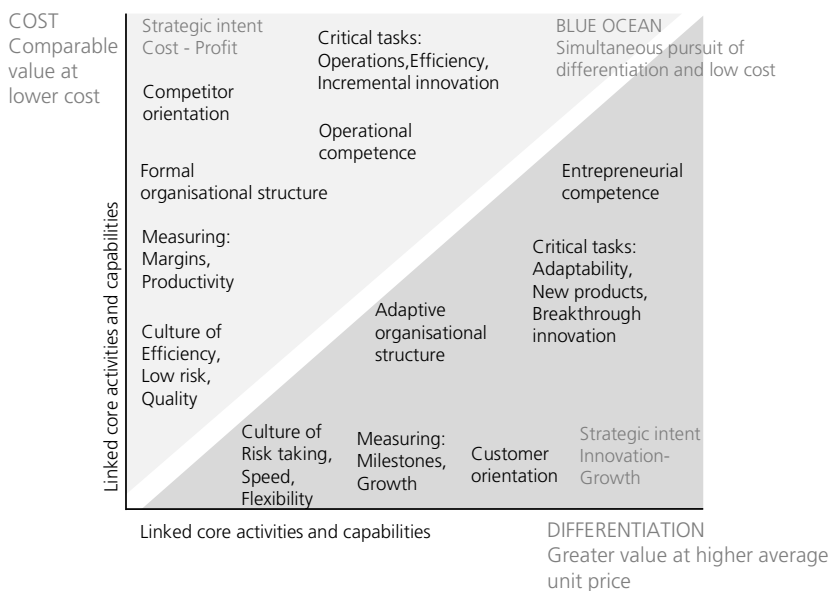 COST
Comparable
value at
lower cost
Strategic intent
Cost - Profit
Critical tasks:
Operations,Efficiency,
Incremental innovation
BLUE OCEAN
Simultaneous pursuit of
differentiation and low cost
Competitor
orientation
Operational
competence
Formal
organisational structure
Entrepreneurial
competence
Measuring:
Margins,
Productivity
Critical tasks:
Adaptability,
New products,
Breakthrough
innovation
Adaptive
organisational
structure
Culture of
Efficiency,
Low risk,
Quality
Linked core activities and capabilities
Culture of
Risk taking,
Speed,
Flexibility
Measuring:
Milestones,
Growth
Customer
orientation
Strategic intent
Innovation-
Growth
Linked core activities and capabilities
DIFFERENTIATION
Greater value at higher average
unit price